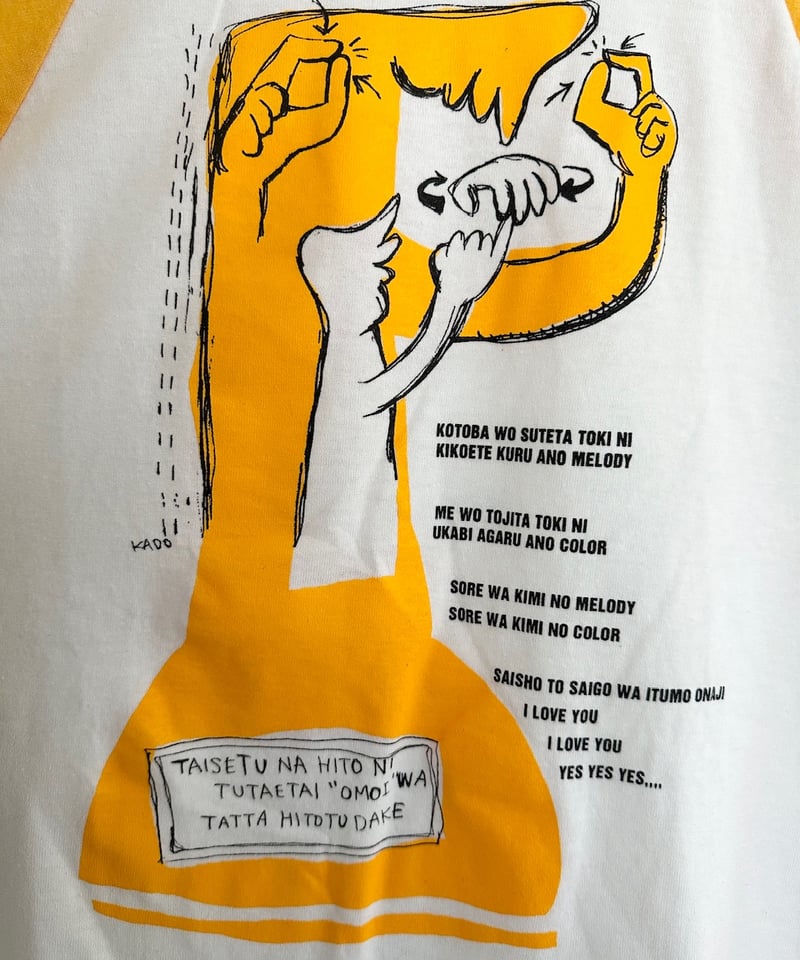 KOTOBA WO SUTETA TOKI NI
KIKOETE KURU ANO MELODY
ME WO TOJITA TOKI NI
UKABI AGARU ANO COLOR
SORE WA KIMI NO MELODY
SORE WA KIMI NO COLOR
SAISHO TO SAIGO WA ITUMO ONAJI
I LOVE YOU
I LOVE YOU
YES YES YES....
KADO
TAISETU NA HITO NI
TUTAETAI "OMOI" WA
TATTA HITOTU DAKE